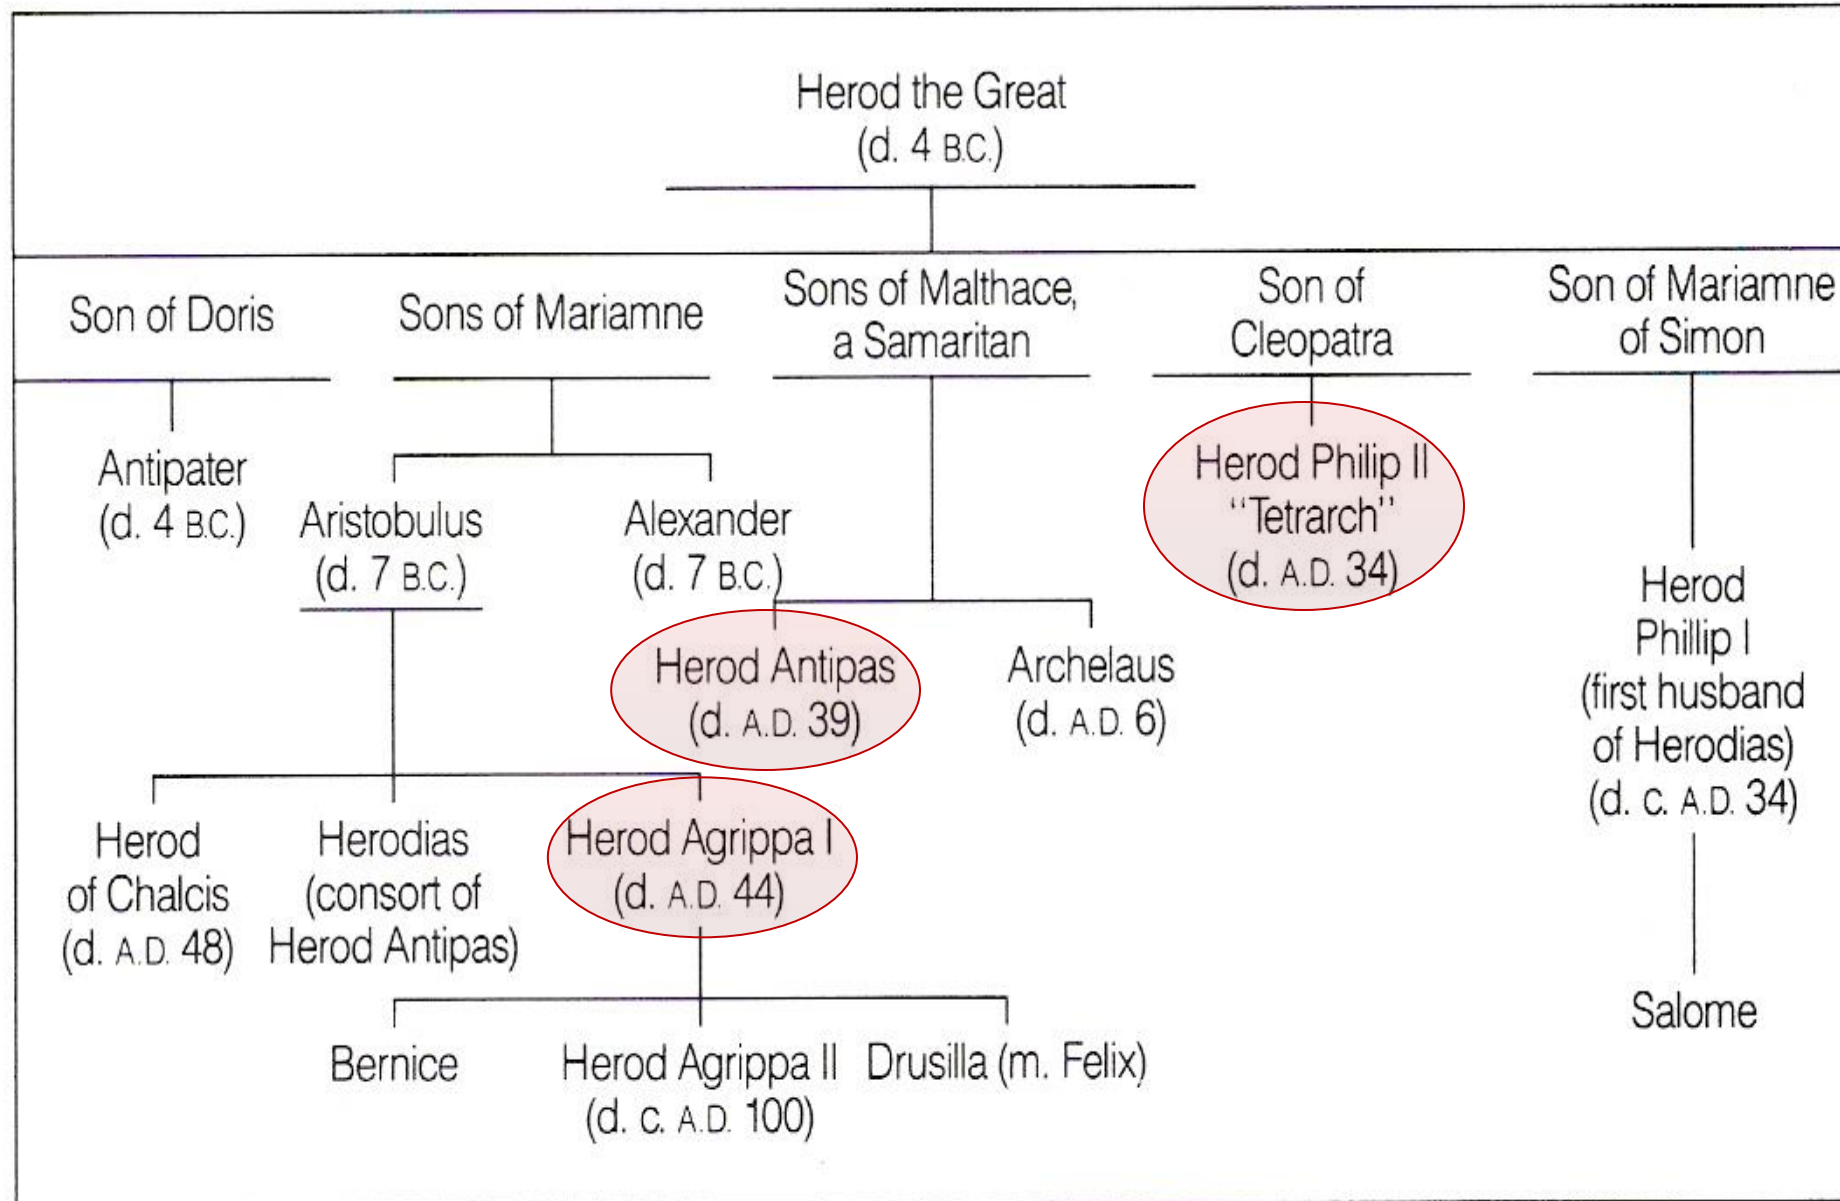 Herod the Great
(d. 4 B.C.)
Son of Doris
Sons of Mariamne
Sons of Malthace,
a Samaritan
Son of
Cleopatra
Son of Mariamne
of Simon
Antipater
(d. 4 B.C.)
Aristobulus
(d. 7 B.C.)
Alexander
(d. 7 B.C.)
Herod Philip II
"Tetrarch"
(d. A.D. 34)
Herod Antipas
(d. A.D. 39)
Archelaus
(d. A.D. 6)
Herod
Phillip I
(first husband
of Herodias)
(d. c. A.D. 34)
Herod
of Chalcis
(d. A.D. 48)
Herodias
(consort of
Herod Antipas)
Herod Agrippa I
(d. A.D. 44)
Salome
Bernice
Herod Agrippa II
(d. c. A.D. 100)
Drusilla (m. Felix)